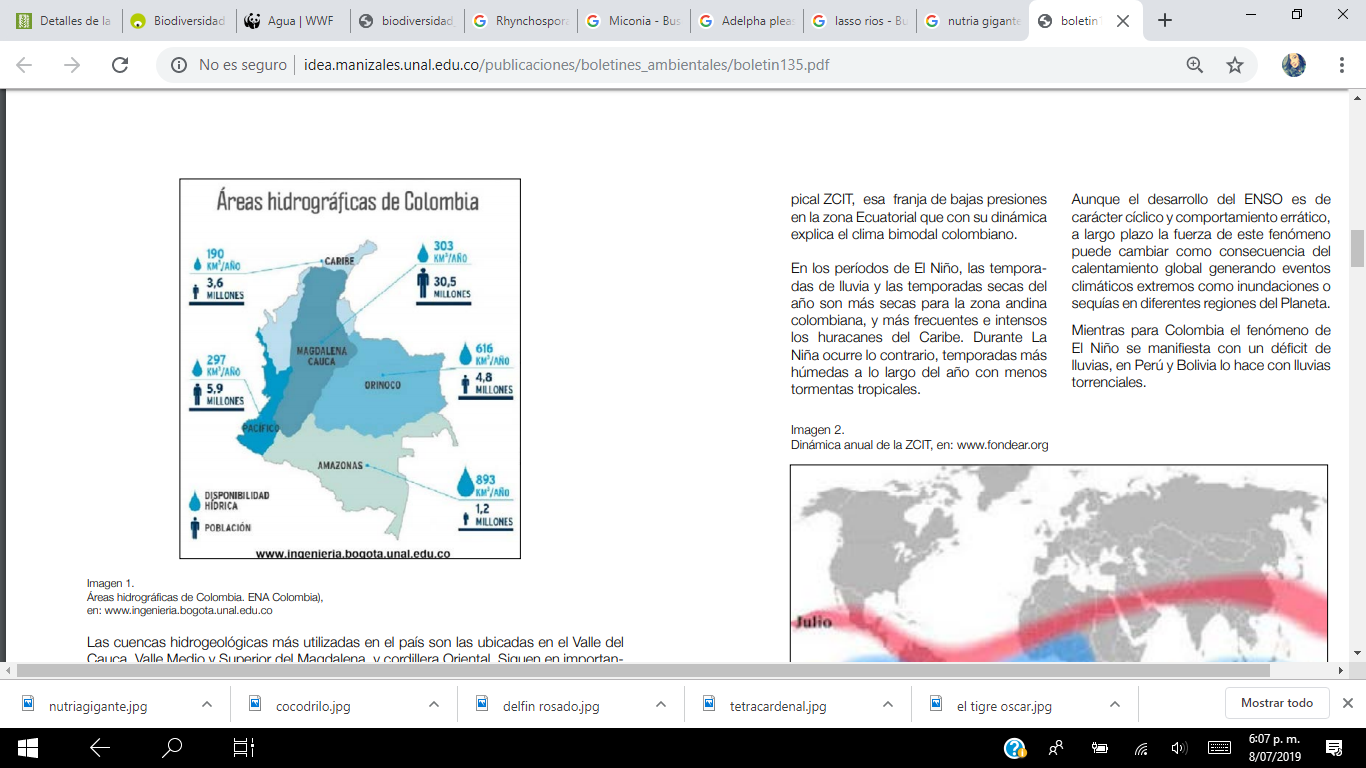 Detalles de la
Biodiversidad
Agua | WWF
biodiversidad
Rhynchospora
Miconia - Bus
Adelpha pleas
lasso rios - Bu
nutria gigante
boletin
No es seguro
idea.manizales.unal.edu.co/publicaciones/boletines_ambientales/boletin135.pdf
Áreas hidrográficas de Colombia
190
KM³/AÑO
3,6
MILLONES
CARIBE
303
KM³/AÑO
30,5
MILLONES
297
KM³/AÑO
5,9
MILLONES
MAGDALENA
CAUCA
616
KM³/AÑO
4,8
MILLONES
ORINOCO
PACÍFICO
AMAZONAS
893
KM³/AÑO
1,2
MILLONES
DISPONIBILIDAD
HÍDRICA
POBLACIÓN
www.ingenieria.bogota.unal.edu.co
Imagen 1.
Áreas hidrográficas de Colombia. ENA Colombia),
en: www.ingenieria.bogota.unal.edu.co
Las cuencas hidrogeológicas más utilizadas en el país son las ubicadas en el Valle del
Cauca, Valle Medio y Superior del Magdalena, y cordillera Oriental. Siguen en importan-
pical ZCIT, esa franja de bajas presiones
en la zona Ecuatorial que con su dinámica
explica el clima bimodal colombiano.
En los períodos de El Niño, las tempora-
das de lluvia y las temporadas secas del
año son más secas para la zona andina
colombiana, y más frecuentes e intensos
los huracanes del Caribe. Durante La
Niña ocurre lo contrario, temporadas más
húmedas a lo largo del año con menos
tormentas tropicales.
Aunque el desarrollo del ENSO es de
carácter cíclico y comportamiento errático,
a largo plazo la fuerza de este fenómeno
puede cambiar como consecuencia del
calentamiento global generando eventos
climáticos extremos como inundaciones o
sequías en diferentes regiones del Planeta.
Mientras para Colombia el fenómeno de
El Niño se manifiesta con un déficit de
lluvias, en Perú y Bolivia lo hace con lluvias
torrenciales.
Imagen 2.
Dinámica anual de la ZCIT, en: www.fondear.org
Julio
nutriagigante.jpg
cocodrilo.jpg
delfin rosado.jpg
tetracardenal.jpg
el tigre oscar.jpg
Mostrar todo
6:07 p. m.
8/07/2019